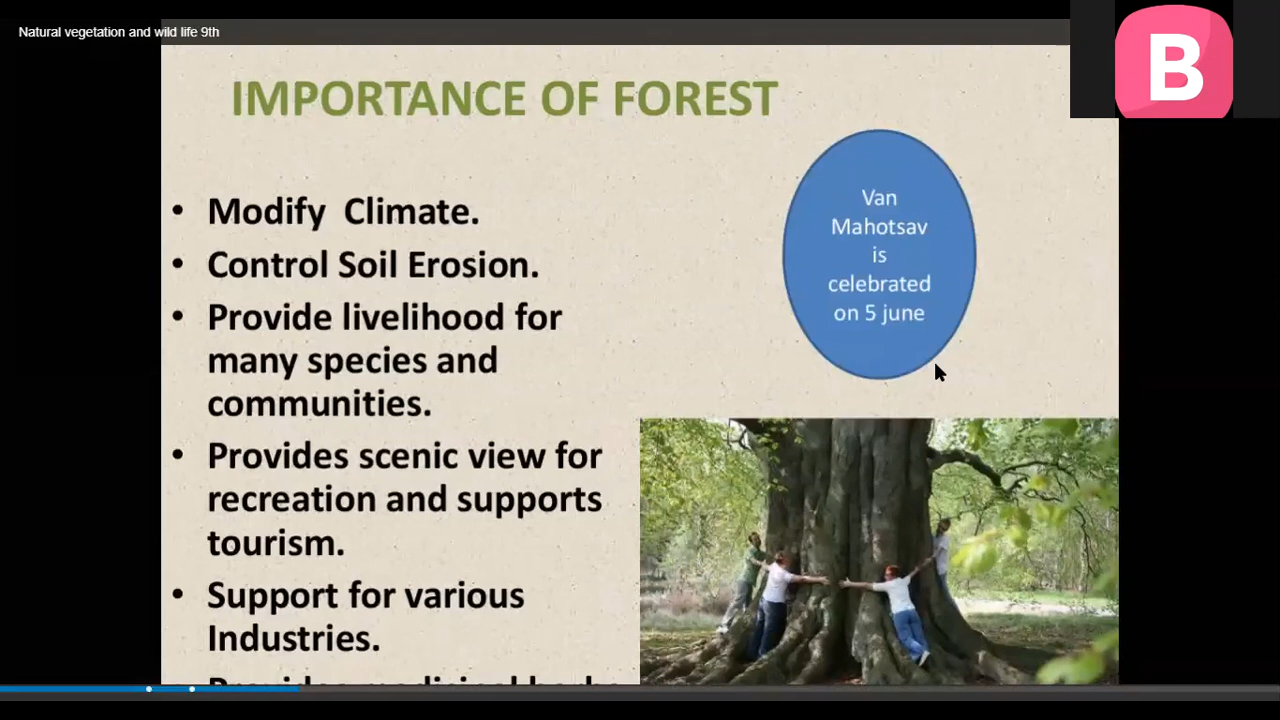 Natural vegetation and wild life 9th
B
IMPORTANCE OF FOREST
• Modify Climate.
• Control Soil Erosion.
• Provide livelihood for
many species and
communities.
• Provides scenic view for
recreation and supports
tourism.
• Support for various
Industries.
Van
Mahotsav
is
celebrated
on 5 june